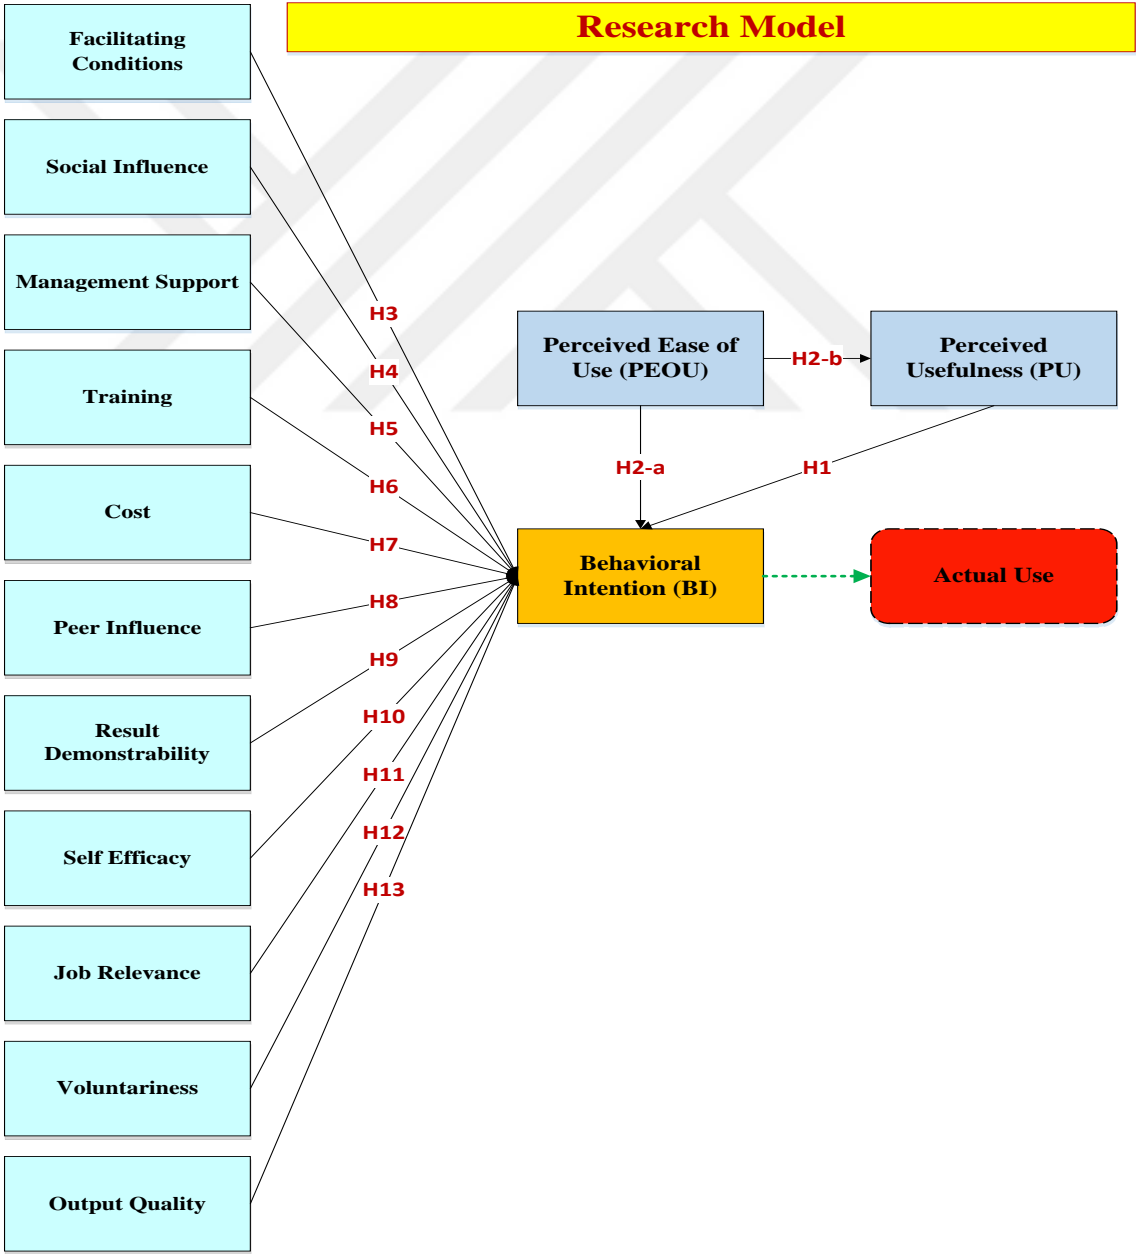 Research Model
Facilitating
Conditions
Social Influence
Management Support
Training
Cost
Peer Influence
Result
Demonstrability
Self Efficacy
Job Relevance
Voluntariness
Output Quality
H3
H4
H5
H6
H7
H8
H9
H10
H11
H12
H13
Perceived Ease of
Use (PEOU)
H2-b
Perceived
Usefulness (PU)
H2-a
H1
Behavioral
Intention (BI)
Actual Use